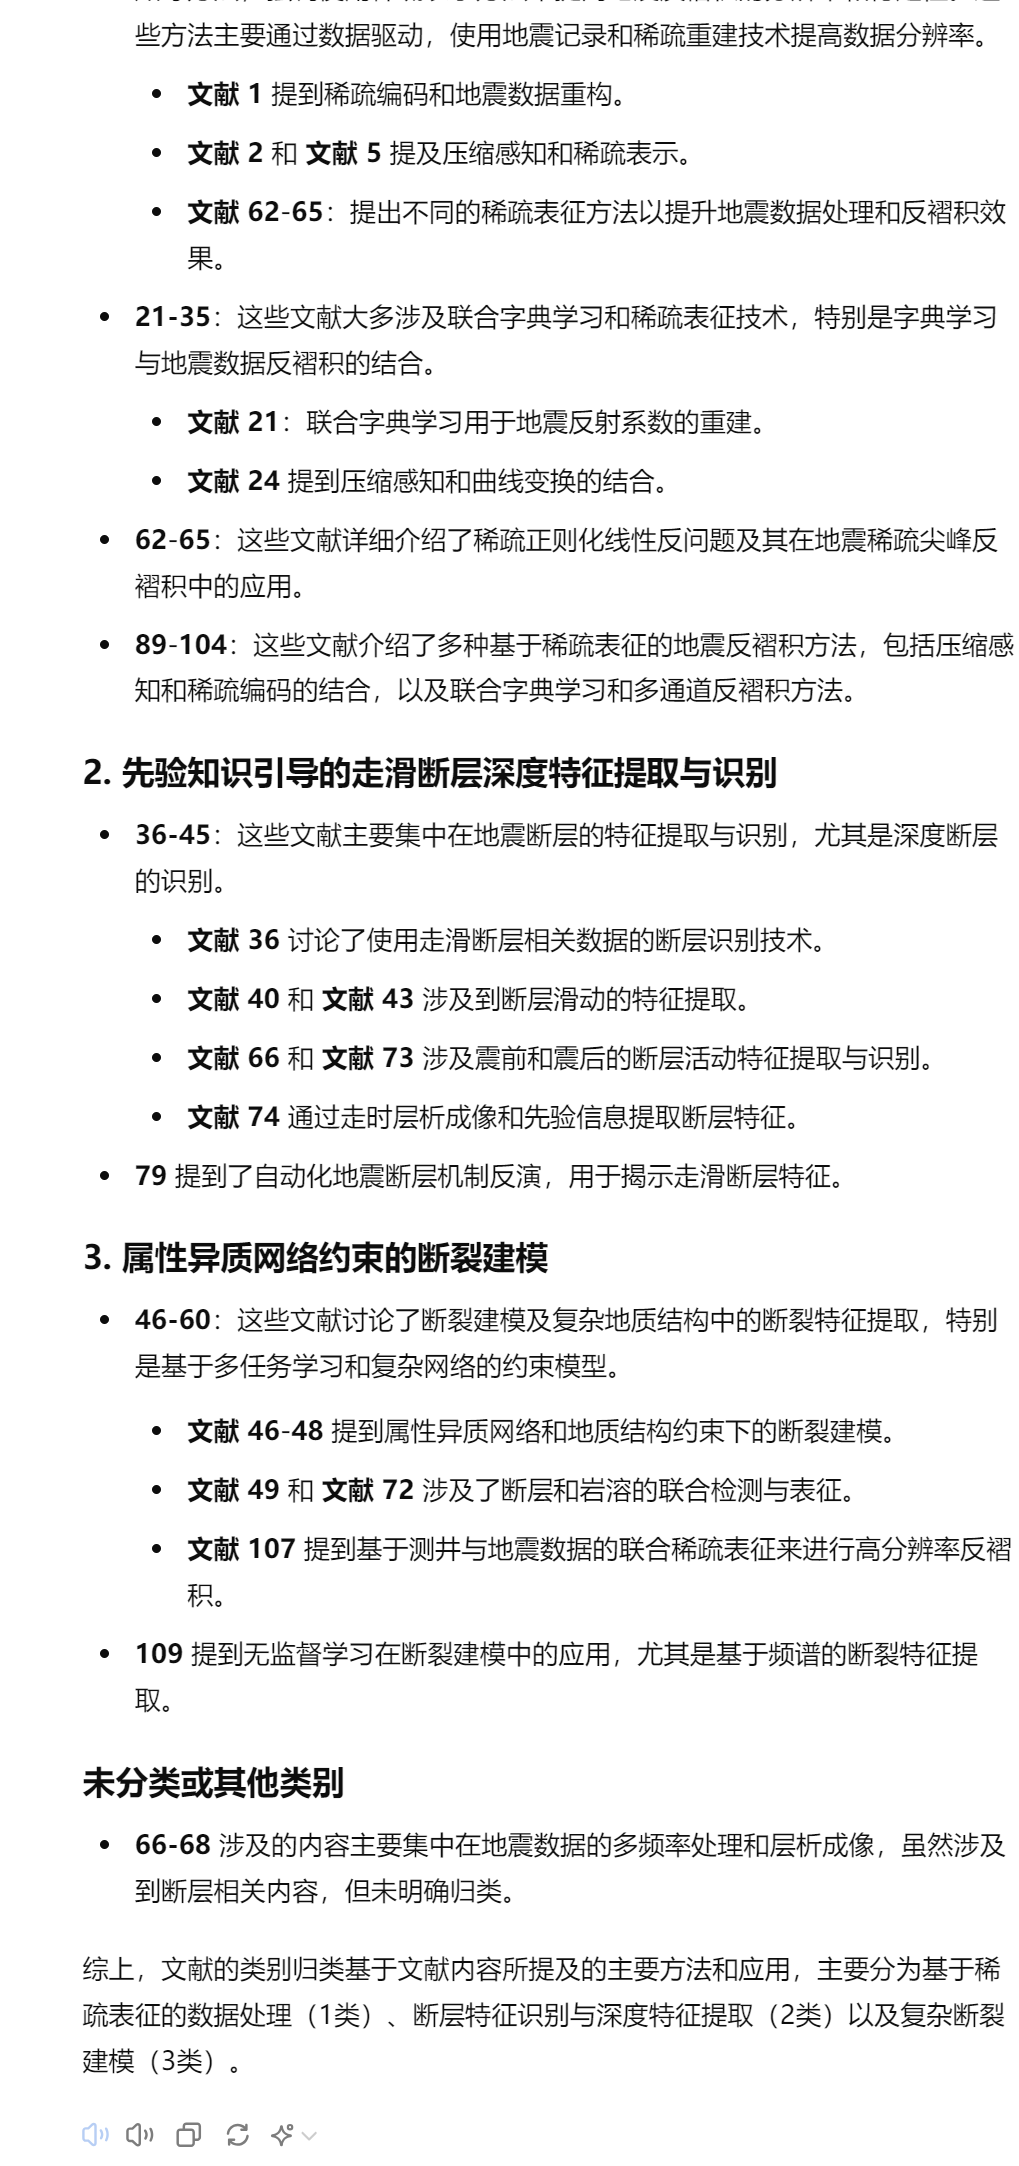 些方法主要通过数据驱动，使用地震记录和稀疏重建技术提高数据分辨率。
• 文献 1 提到稀疏编码和地震数据重构。
• 文献 2 和 文献 5 提及压缩感知和稀疏表示。
• 文献 62-65：提出不同的稀疏表征方法以提升地震数据处理和反褶积效
果。
• 21-35：这些文献大多涉及联合字典学习和稀疏表征技术，特别是字典学习
与地震数据反褶积的结合。
• 文献 21：联合字典学习用于地震反射系数的重建。
• 文献 24 提到压缩感知和曲线变换的结合。
• 62-65：这些文献详细介绍了稀疏正则化线性反问题及其在地震稀疏尖峰反
褶积中的应用。
• 89-104：这些文献介绍了多种基于稀疏表征的地震反褶积方法，包括压缩感
知和稀疏编码的结合，以及联合字典学习和多通道反褶积方法。
2. 先验知识引导的走滑断层深度特征提取与识别
• 36-45：这些文献主要集中在地震断层的特征提取与识别，尤其是深度断层
的识别。
• 文献 36 讨论了使用走滑断层相关数据的断层识别技术。
• 文献 40 和 文献 43 涉及到断层滑动的特征提取。
• 文献 66 和 文献 73 涉及震前和震后的断层活动特征提取与识别。
• 文献 74 通过走时层析成像和先验信息提取断层特征。
• 79 提到了自动化地震断层机制反演，用于揭示走滑断层特征。
3. 属性异质网络约束的断裂建模
• 46-60：这些文献讨论了断裂建模及复杂地质结构中的断裂特征提取，特别
是基于多任务学习和复杂网络的约束模型。
• 文献 46-48 提到属性异质网络和地质结构约束下的断裂建模。
• 文献 49 和 文献 72 涉及了断层和岩溶的联合检测与表征。
• 文献 107 提到基于测井与地震数据的联合稀疏表征来进行高分辨率反褶
积。
• 109 提到无监督学习在断裂建模中的应用，尤其是基于频谱的断裂特征提
取。
未分类或其他类别
• 66-68 涉及的内容主要集中在地震数据的多频率处理和层析成像，虽然涉及
到断层相关内容，但未明确归类。
综上，文献的类别归类基于文献内容所提及的主要方法和应用，主要分为基于稀
疏表征的数据处理（1类）、断层特征识别与深度特征提取（2类）以及复杂断裂
建模（3类）。